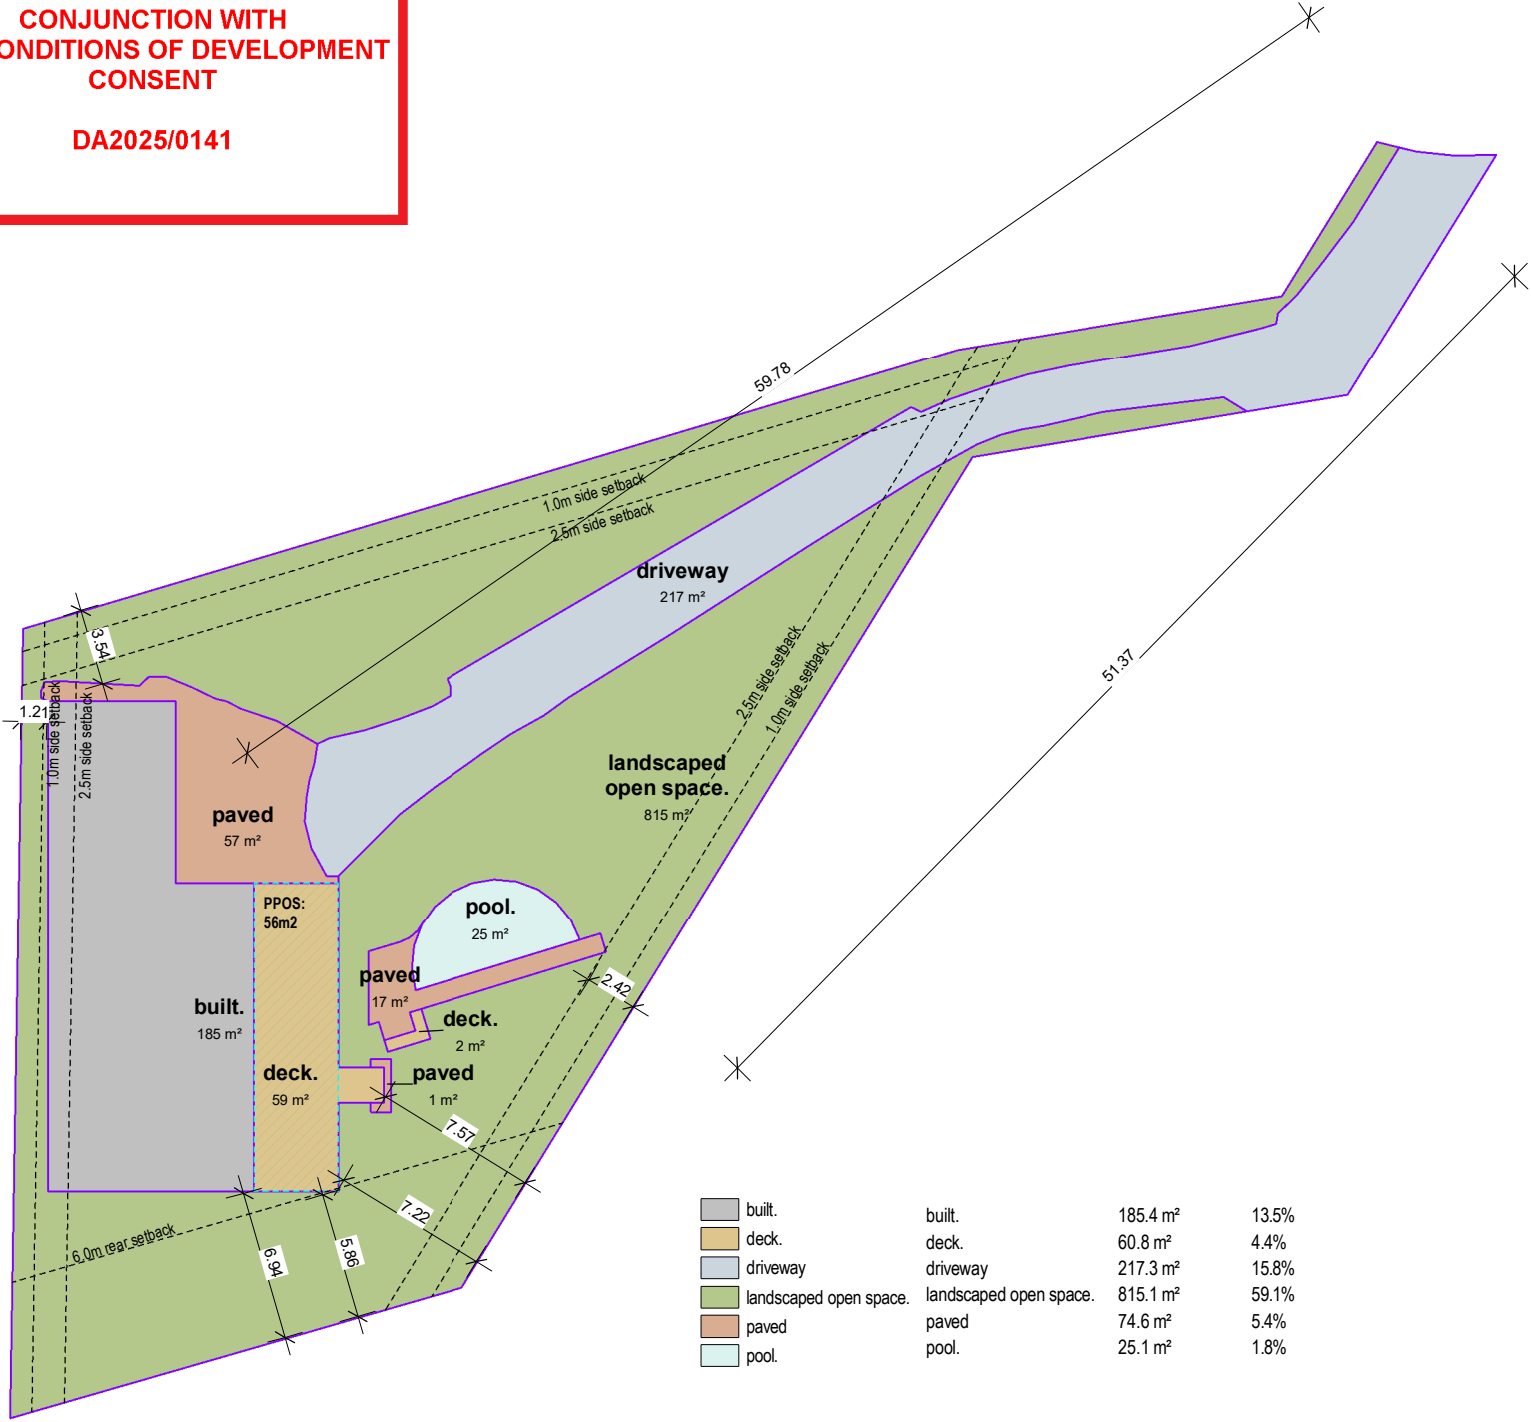 CONJUNCTION WITH
ONDITIONS OF DEVELOPMENT
CONSENT
DA2025/0141
59.78
51.37
1.0m side setback
2.5m side setback
driveway
217 m²
3.54
1.21
1.0m side setback
2.5m side setback
2.5m side setback
1.0m side setback
landscaped
open space.
815 m²
paved
57 m²
PPOS:
56m2
pool.
25 m²
paved
17 m²
2.42
built.
185 m²
deck.
2 m²
deck.
59 m²
paved
1 m²
7.57
7.22
6.0m rear setback
6.94
5.86
built.
deck.
driveway
landscaped open space.
paved
pool.
built. 185.4 m² 13.5%
deck. 60.8 m² 4.4%
driveway 217.3 m² 15.8%
landscaped open space. 815.1 m² 59.1%
paved 74.6 m² 5.4%
pool. 25.1 m² 1.8%